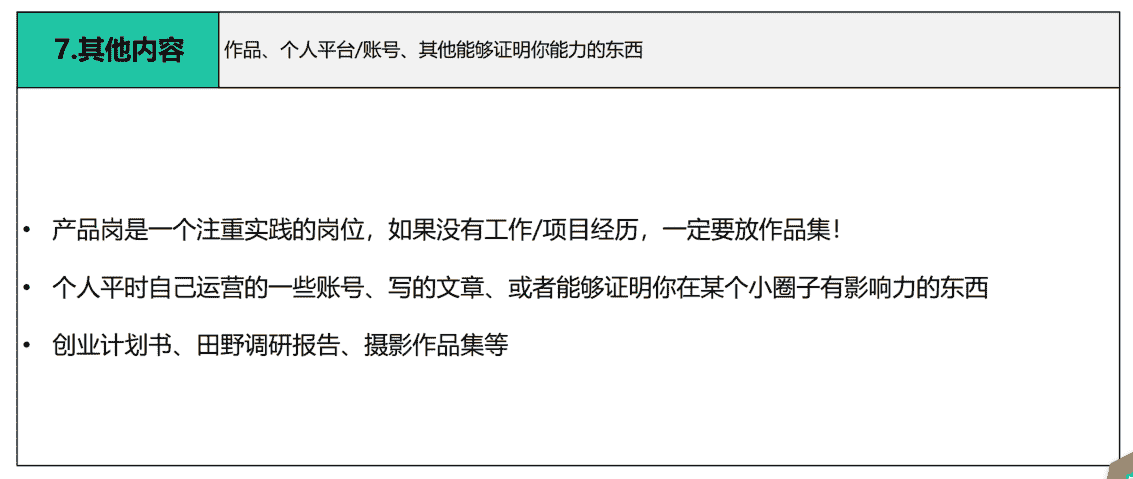 7.其他内容
作品、个人平台/账号、其他能够证明你能力的东西
• 产品岗是一个注重实践的岗位，如果没有工作/项目经历，一定要放作品集！
• 个人平时自己运营的一些账号、写的文章、或者能够证明你在某个小圈子有影响力的东西
• 创业计划书、田野调研报告、摄影作品集等